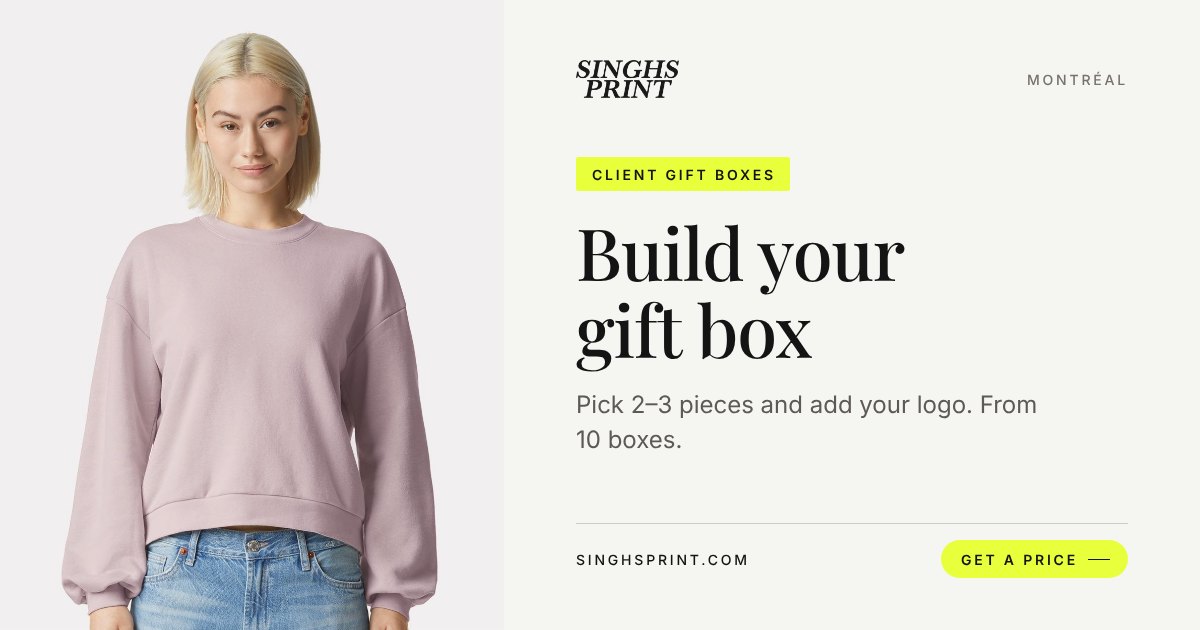 SINGHS
PRINT
MONTRÉAL
CLIENT GIFT BOXES
Build your
gift box
Pick 2–3 pieces and add your logo. From
10 boxes.
SINGHSPRINT.COM
GET A PRICE —